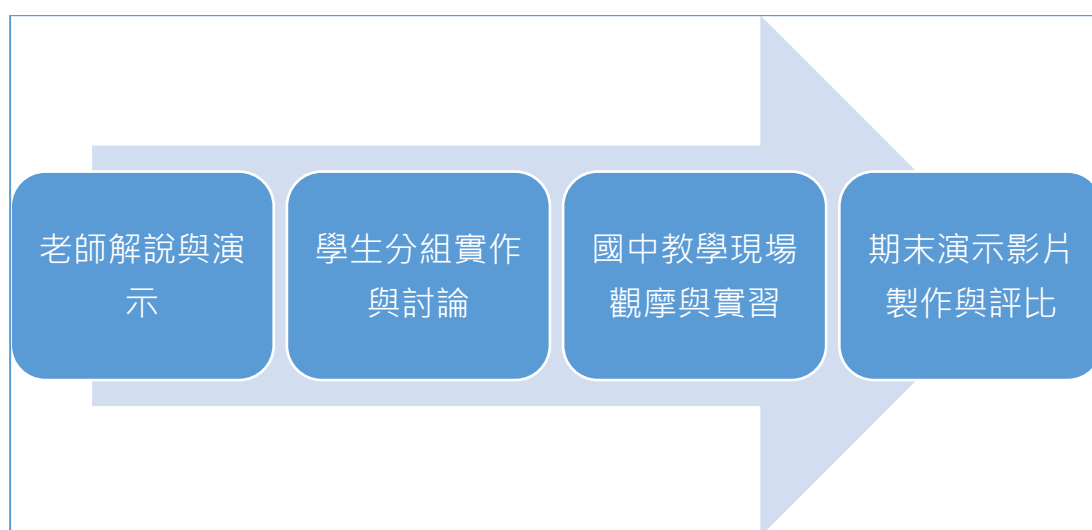 老師解說與演
示
學生分組實作
與討論
國中教學現場
觀摩與實習
期末演示影片
製作與評比